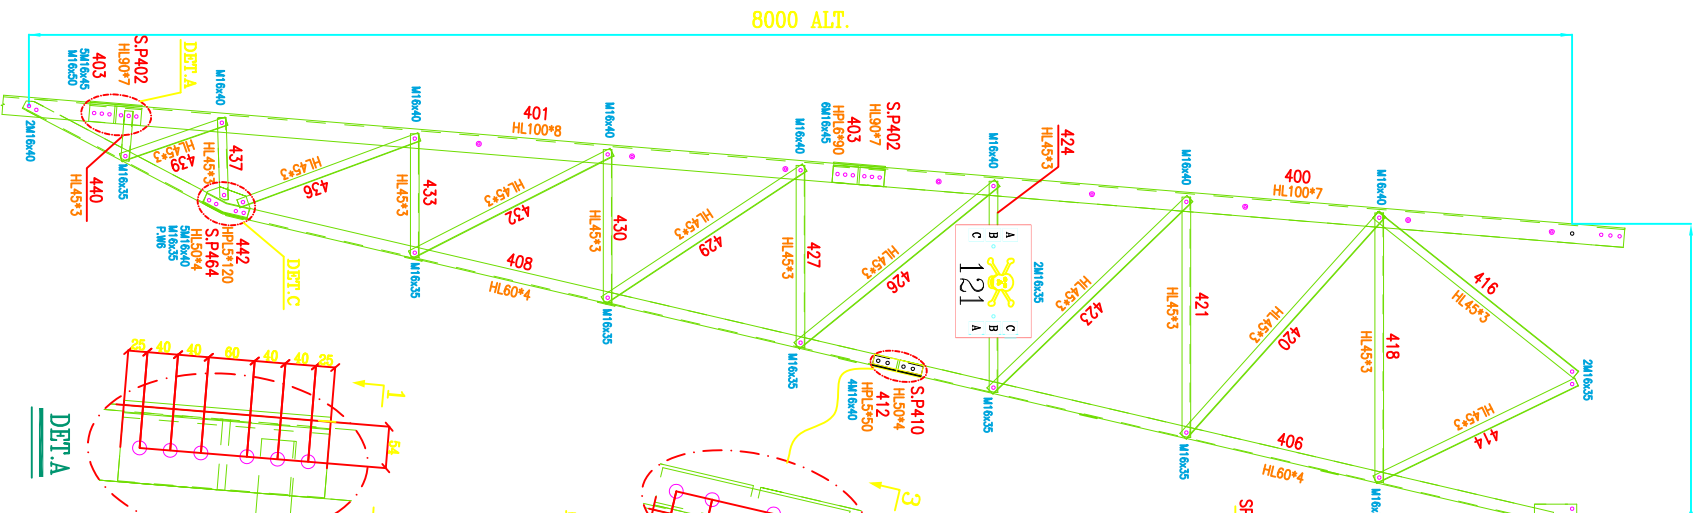 8000 ALT.
DET.A
S.P402
HL90*7
403
5M16x45
M16x50
2M16x40
M16x40
M16x35
HL45*3
439
440
HL45*3
437
HL45*3
M16x40
401
HL100*8
HL45*3
436
433
HL45*3
M16x35
442
HPL5*120
S.P464
HL50*4
5M16x40
M16x35
P.W6
DET.C
M16x40
HL45*3
432
430
HL45*3
M16x35
408
HL60*4
M16x40
HL45*3
429
427
HL45*3
M16x35
S.P402
HL90*7
403
HPL6*90
6M16x45
M16x40
424
HL45*3
HL45*3
426
A
B
C
121
C
B
A
2M16x35
S.P410
HL50*4
412
HPL5*50
4M16x40
M16x35
M16x40
HL45*3
423
421
HL45*3
M16x35
400
HL100*7
M16x40
HL45*3
420
418
HL45*3
416
HL45*3
2M16x35
HL45*3
414
406
HL60*4
25
40
40
60
40
40
25
54
1
DET.A
3